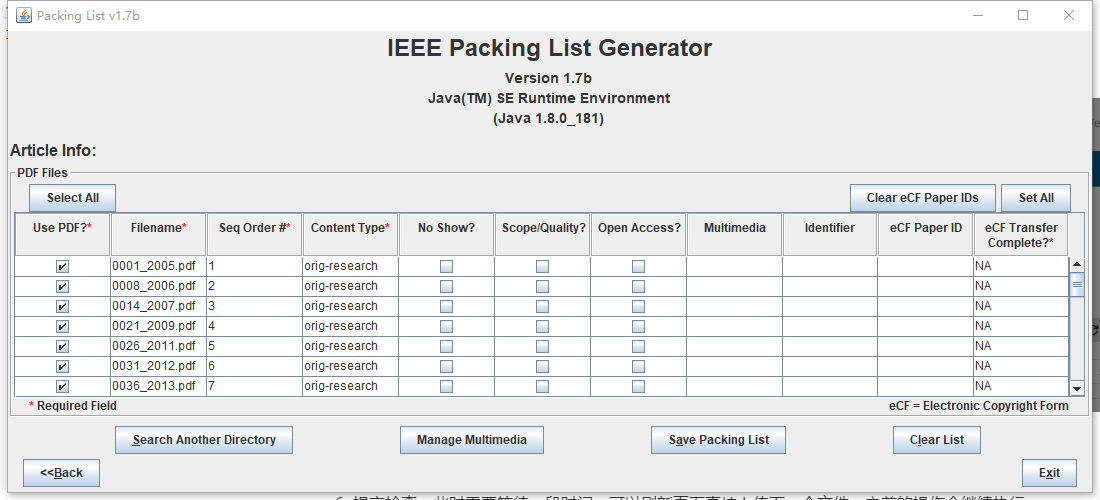 Packing List v1.7b
IEEE Packing List Generator
Version 1.7b
Java(TM) SE Runtime Environment
(Java 1.8.0_181)
Article Info:
PDF Files
Select All Clear eCF Paper IDs Set All
Use PDF?* Filename* Seq Order #* Content Type* No Show? Scope/Quality? Open Access? Multimedia Identifier eCF Paper ID eCF Transfer Complete?*
0001_2005.pdf 1 orig-research NA
0008_2006.pdf 2 orig-research NA
0014_2007.pdf 3 orig-research NA
0021_2009.pdf 4 orig-research NA
0026_2011.pdf 5 orig-research NA
0031_2012.pdf 6 orig-research NA
0036_2013.pdf 7 orig-research NA
* Required Field eCF = Electronic Copyright Form
Search Another Directory Manage Multimedia Save Packing List Clear List
<<Back Exit